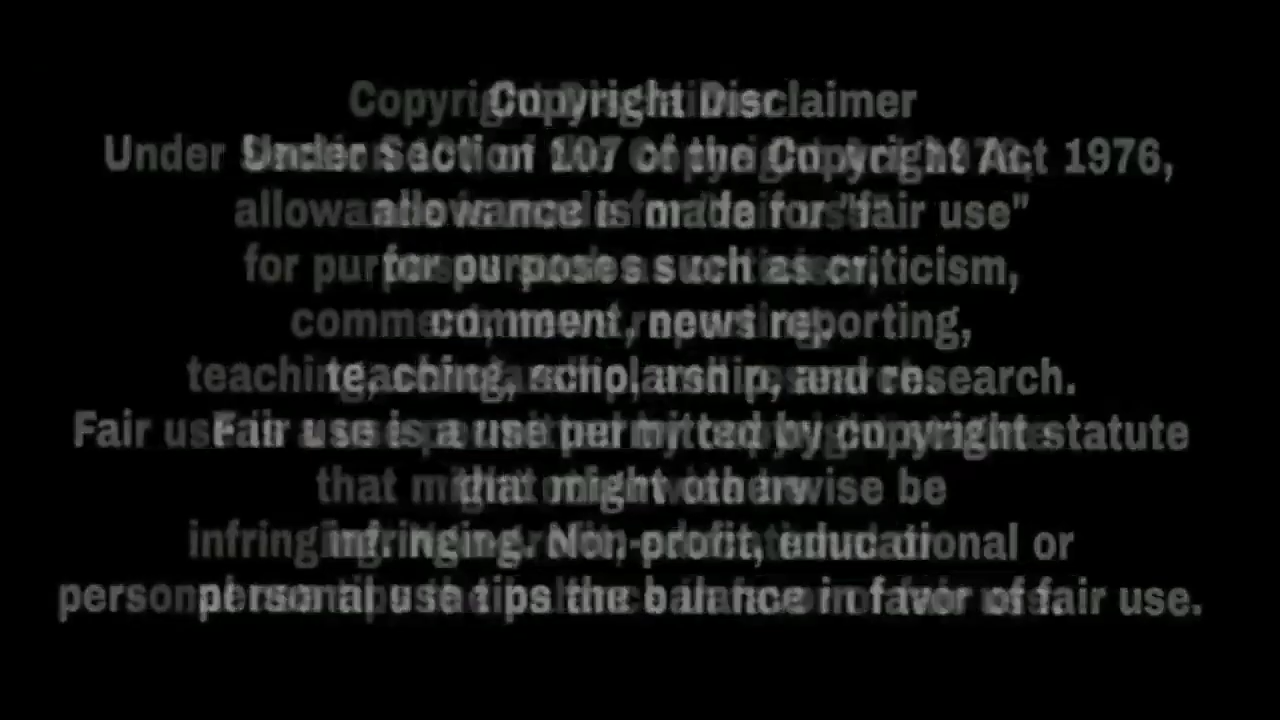 Copyright Disclaimer
Under Section 107 of the Copyright Act 1976,
allowance is made for "fair use"
for purposes such as criticism,
comment, news reporting,
teaching, scholarship, and research.
Fair use is a use permitted by copyright statute
that might otherwise be
infringing. Non-profit, educational or
personal use tips the balance in favor of fair use.